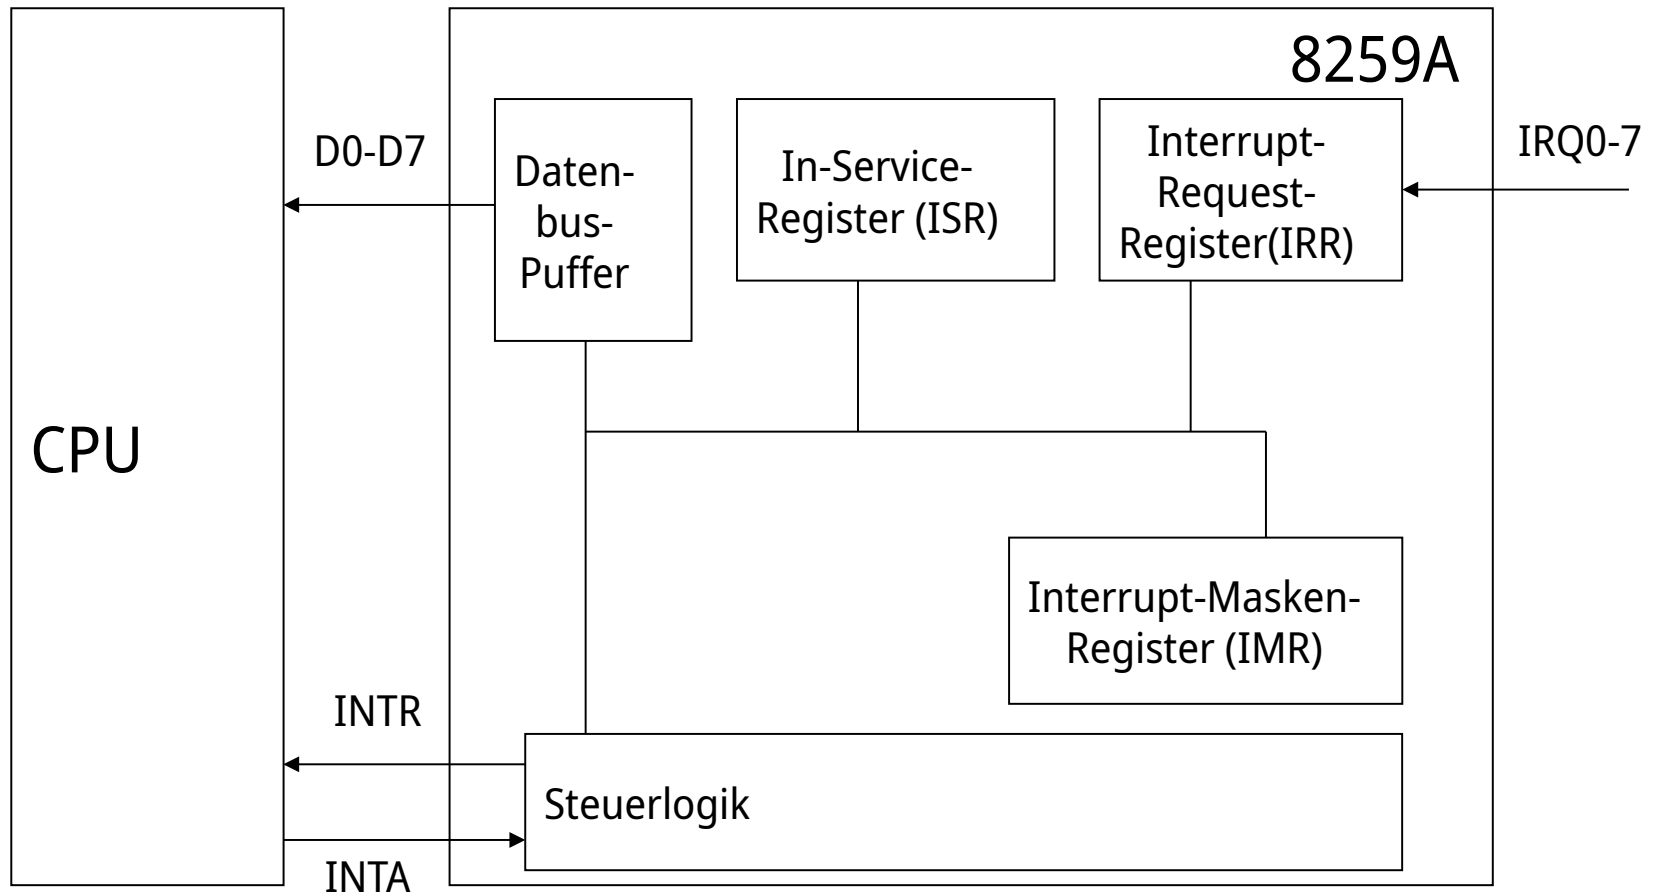 8259A
D0-D7
Daten-
bus-
Puffer
In-Service-
Register (ISR)
Interrupt-
Request-
Register(IRR)
IRQ0-7
CPU
Interrupt-Masken-
Register (IMR)
INTR
Steuerlogik
INTA